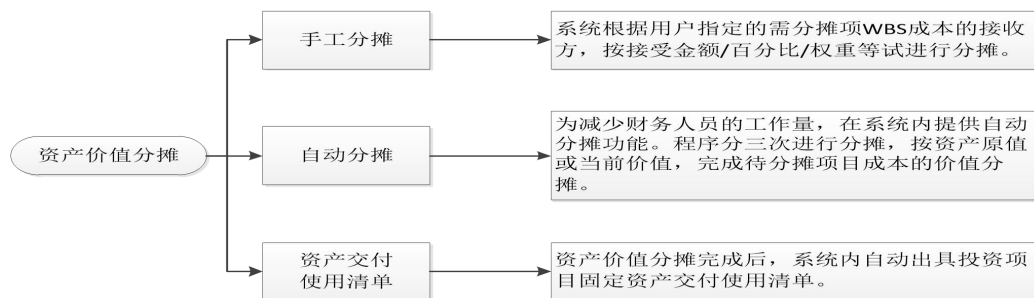 手工分摊
系统根据用户指定的需分摊项WBS成本的接收
方，按接受金额/百分比/权重等试进行分摊。
资产价值分摊
自动分摊
为减少财务人员的工作量，在系统内提供自动
分摊功能。程序分三次进行分摊，按资产原值
或当前价值，完成待分摊项目成本的价值分
摊。
资产交付
使用清单
资产价值分摊完成后，系统内自动出具投资项
目固定资产交付使用清单。